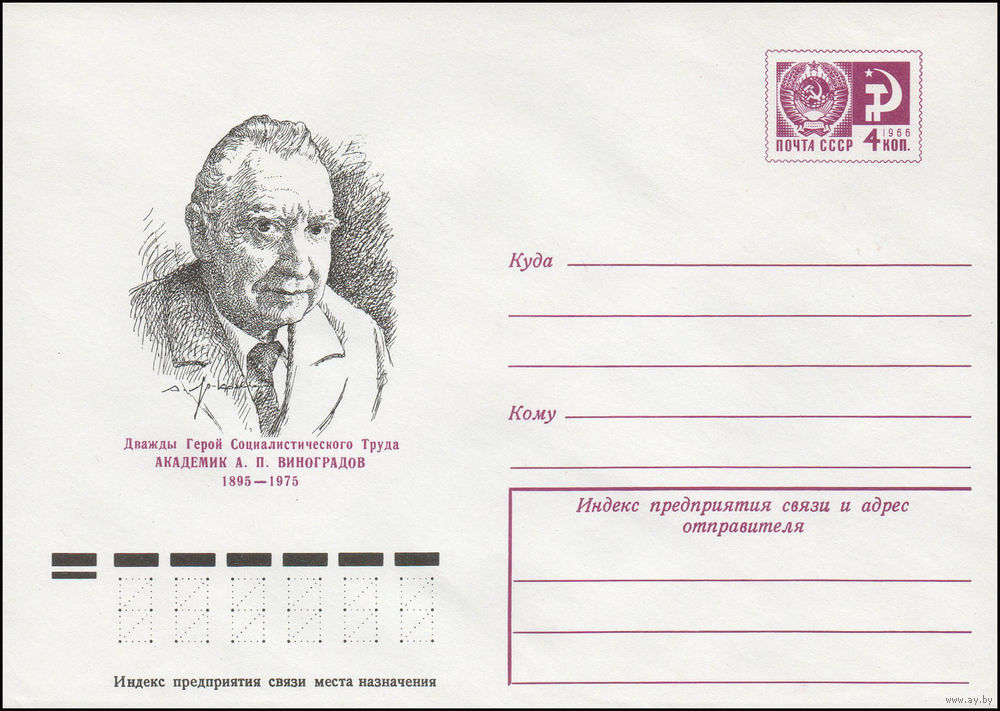 ПОЧТА СССР
1966
4 КОП.
Куда
Кому
Дважды Герой Социалистического Труда
АКАДЕМИК А. П. ВИНОГРАДОВ
1895—1975
Индекс предприятия связи и адрес
отправителя
Индекс предприятия связи места назначения
www.ay.by